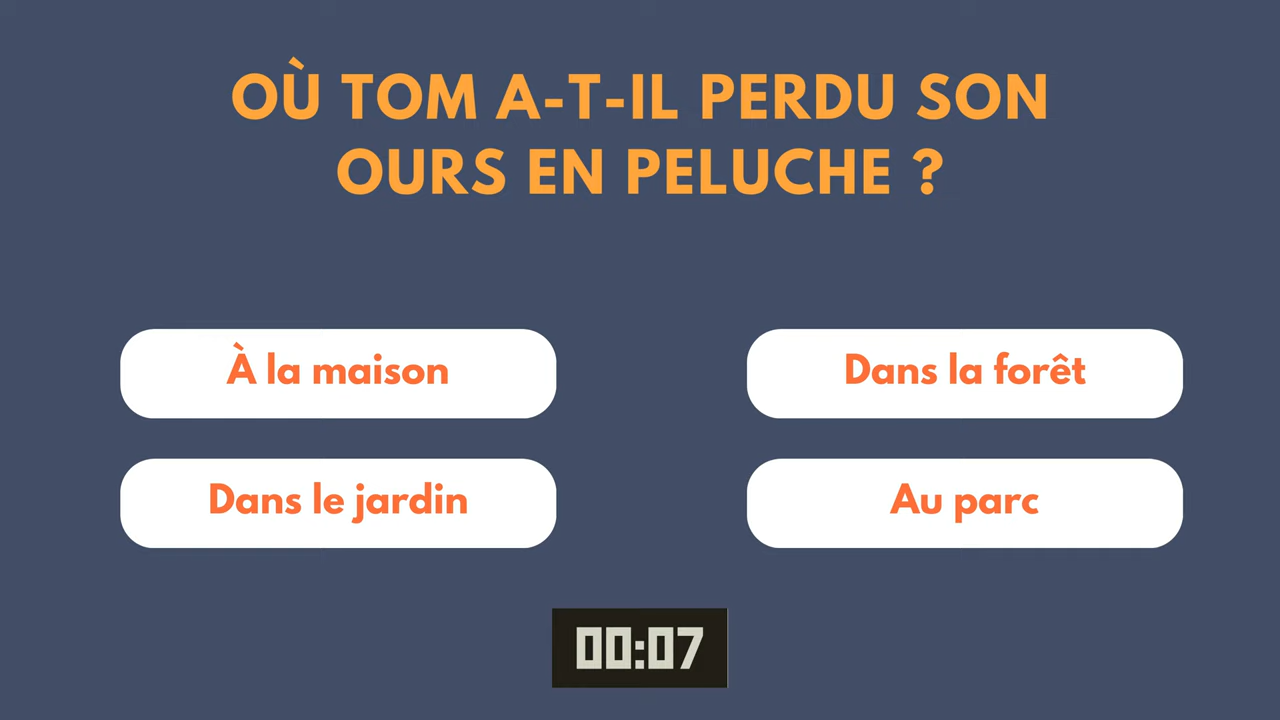 OÙ TOM A-T-IL PERDU SON
OURS EN PELUCHE ?
À la maison
Dans la forêt
Dans le jardin
Au parc
00:07